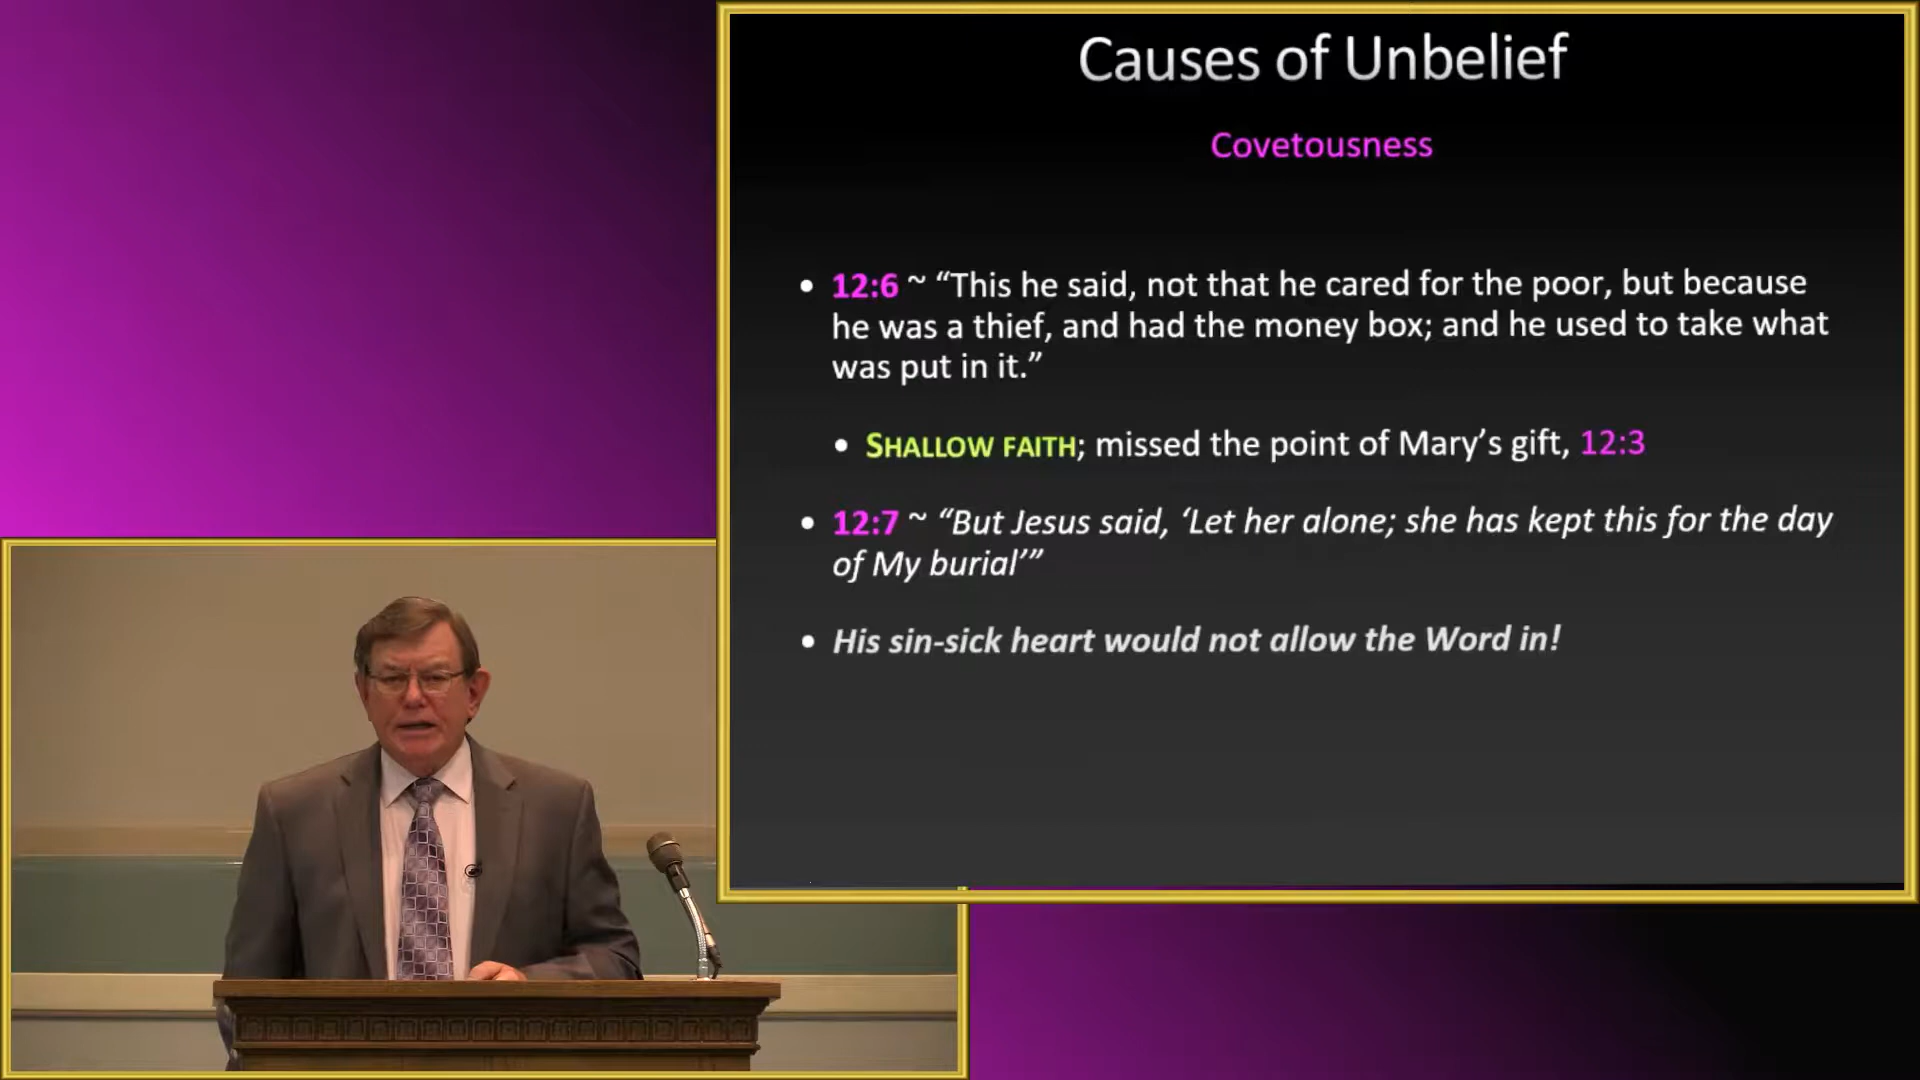 Causes of Unbelief
Covetousness
• 12:6 ~ “This he said, not that he cared for the poor, but because
he was a thief, and had the money box; and he used to take what
was put in it.”
• SHALLOW FAITH; missed the point of Mary’s gift, 12:3
• 12:7 ~ “But Jesus said, ‘Let her alone; she has kept this for the day
of My burial’”
• His sin-sick heart would not allow the Word in!